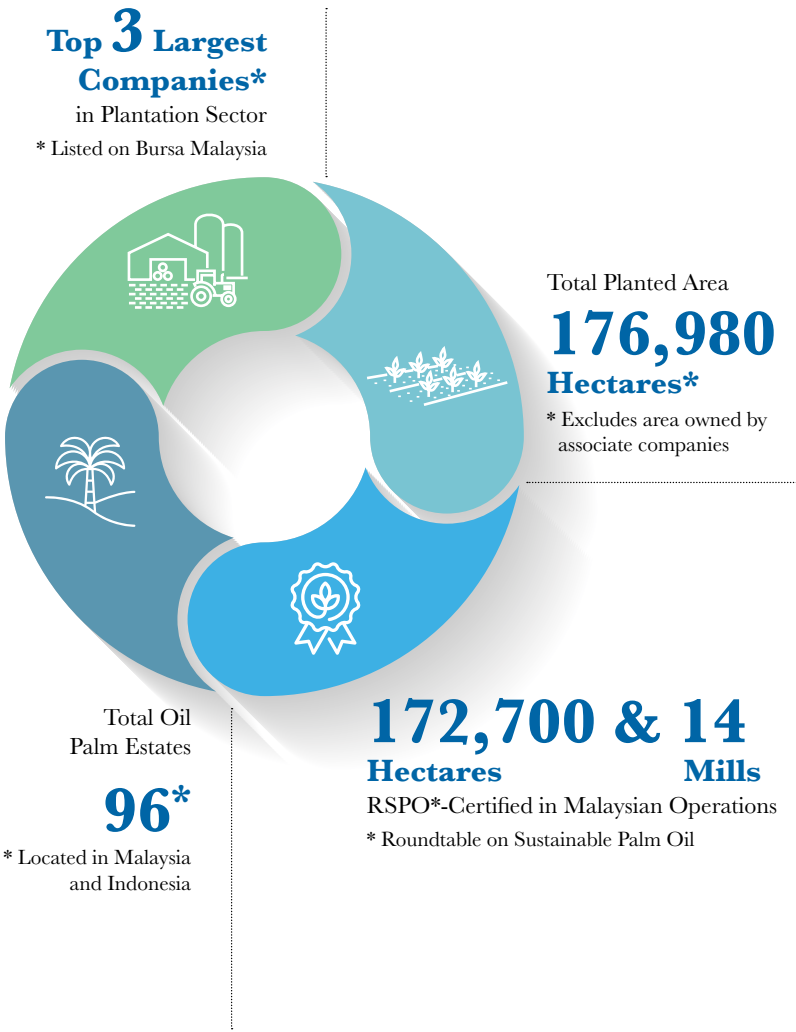 Top 3 Largest
Companies*
in Plantation Sector
* Listed on Bursa Malaysia
Total Planted Area
176,980
Hectares*
* Excludes area owned by
associate companies
Total Oil
Palm Estates
96*
* Located in Malaysia
and Indonesia
172,700 & 14
Hectares Mills
RSPO*-Certified in Malaysian Operations
* Roundtable on Sustainable Palm Oil